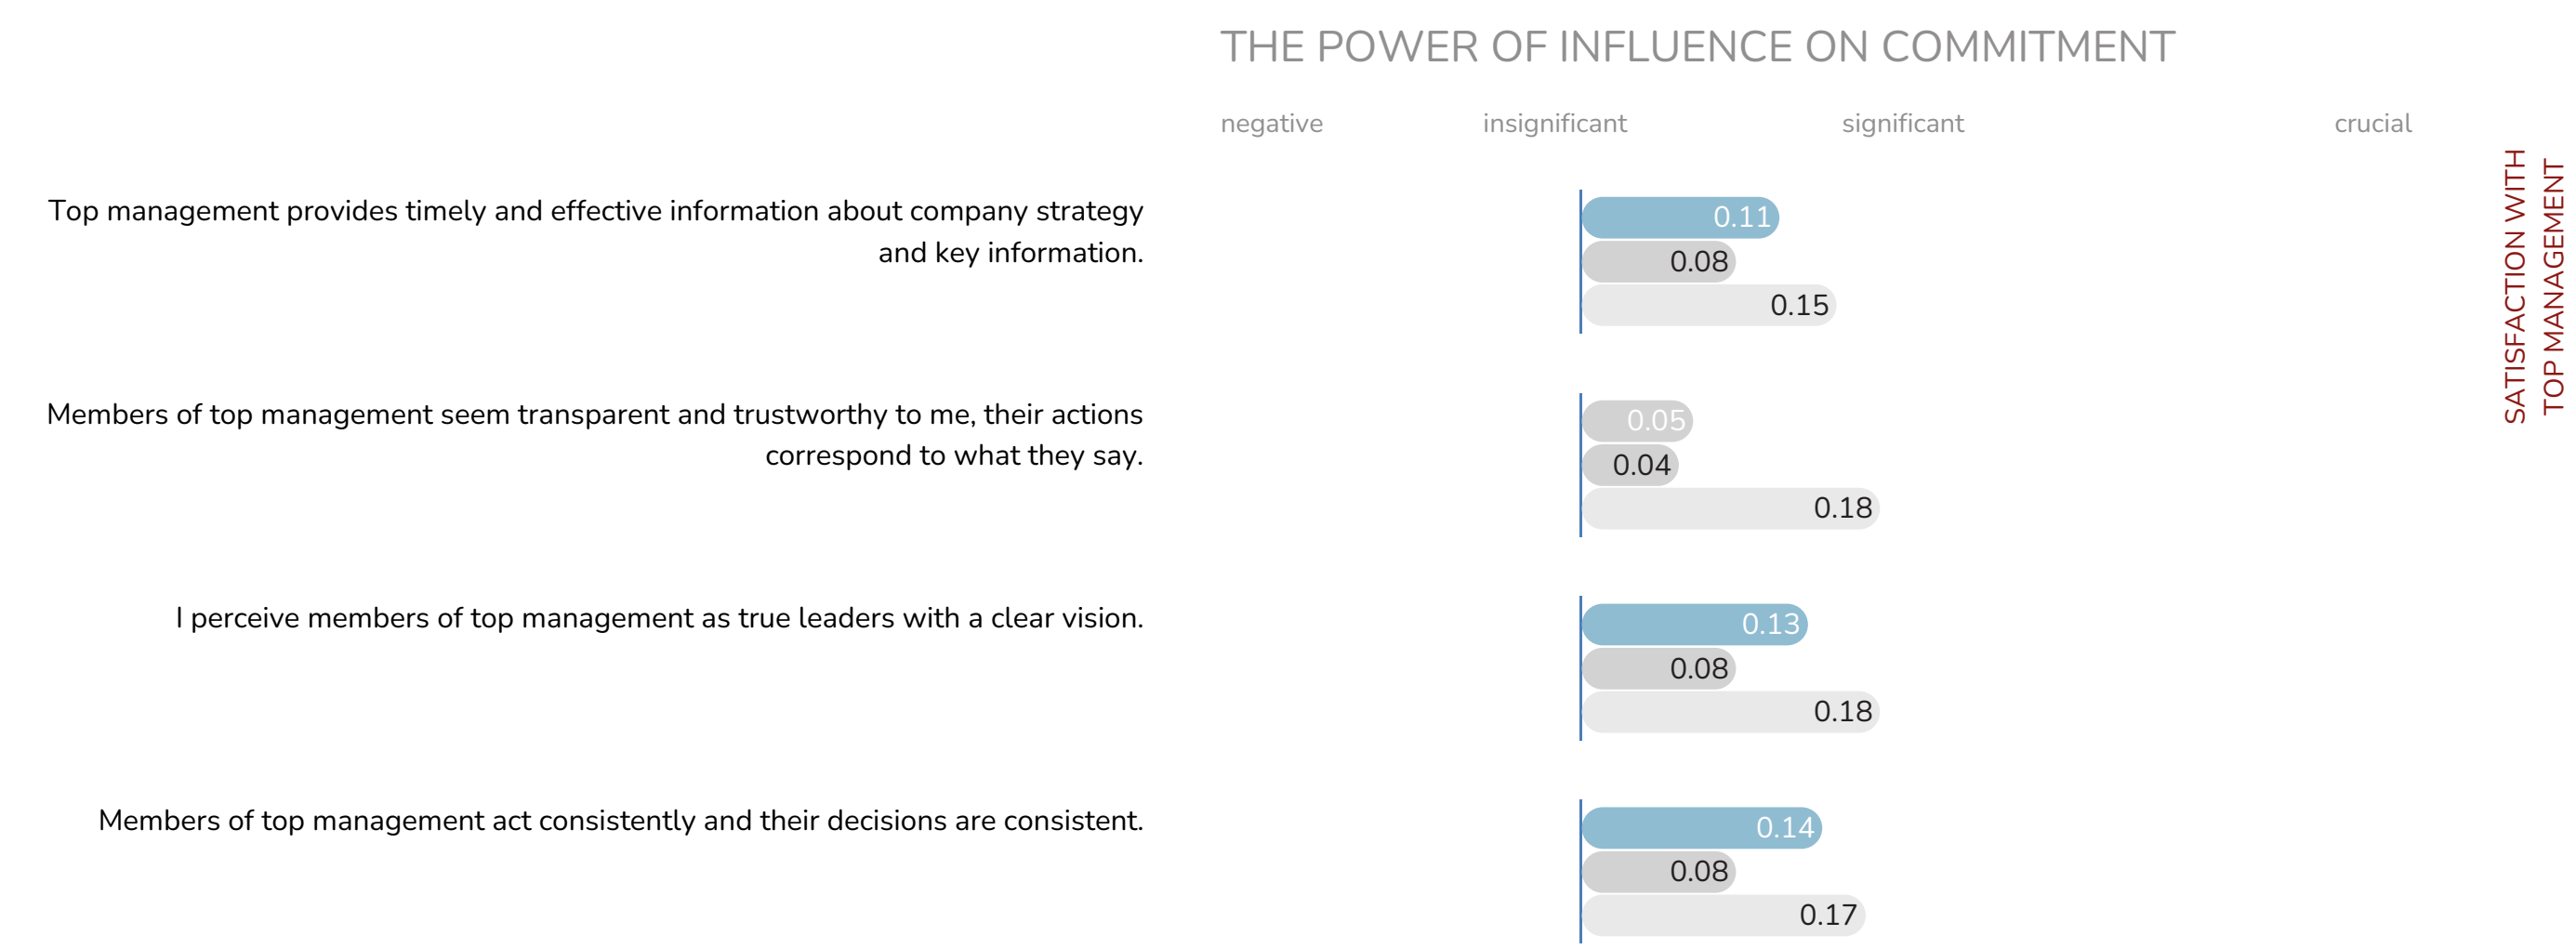 THE POWER OF INFLUENCE ON COMMITMENT
negative insignificant significant crucial
SATISFACTION WITH
TOP MANAGEMENT
Top management provides timely and effective information about company strategy
and key information.
0.11
0.08
0.15
Members of top management seem transparent and trustworthy to me, their actions
correspond to what they say.
0.05
0.04
0.18
I perceive members of top management as true leaders with a clear vision.
0.13
0.08
0.18
Members of top management act consistently and their decisions are consistent.
0.14
0.08
0.17